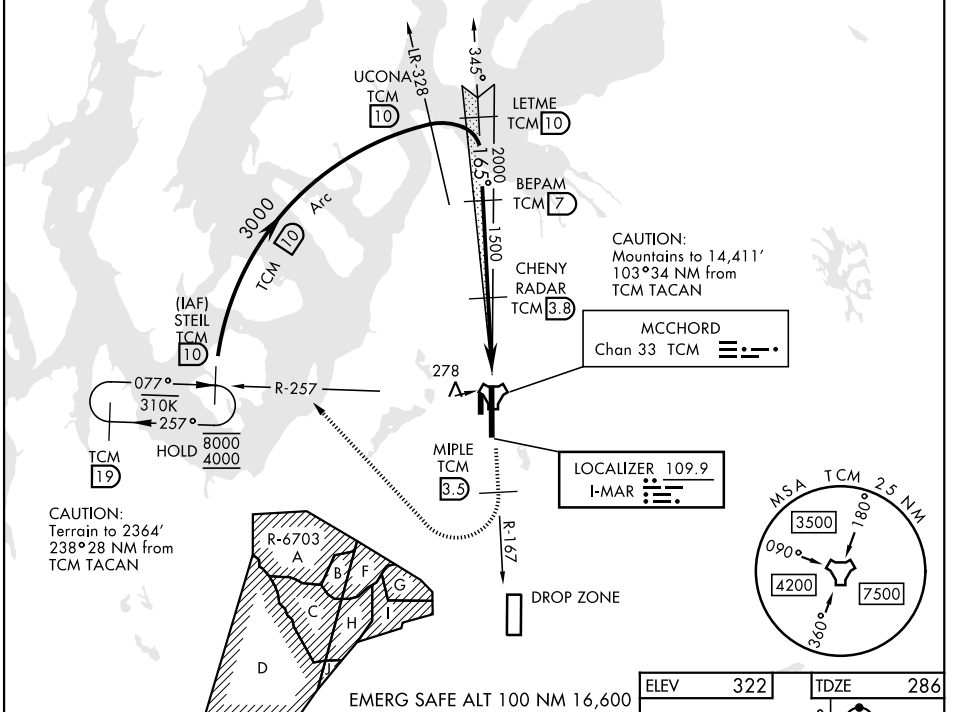 LR-328
345°
UCONA
TCM
10
LETME
TCM 10
2000
165°
BEPAM
TCM 7
1500
3000
TCM 10 Arc
CAUTION:
Mountains to 14,411'
103°34 NM from
TCM TACAN
CHENY
RADAR
TCM 3.8
(IAF)
STEIL
TCM
10
MCCHORD
Chan 33 TCM
278
077°
310K
257°
R-257
HOLD 8000
4000
TCM
19
MIPLE
TCM
3.5
LOCALIZER 109.9
I-MAR
CAUTION:
Terrain to 2364'
238°28 NM from
TCM TACAN
R-167
MSA TCM 25 NM
3500
180°
090°
4200
7500
360°
R-6703
A
B
F
G
C
H
I
D
J
DROP ZONE
EMERG SAFE ALT 100 NM 16,600
ELEV 322
TDZE 286